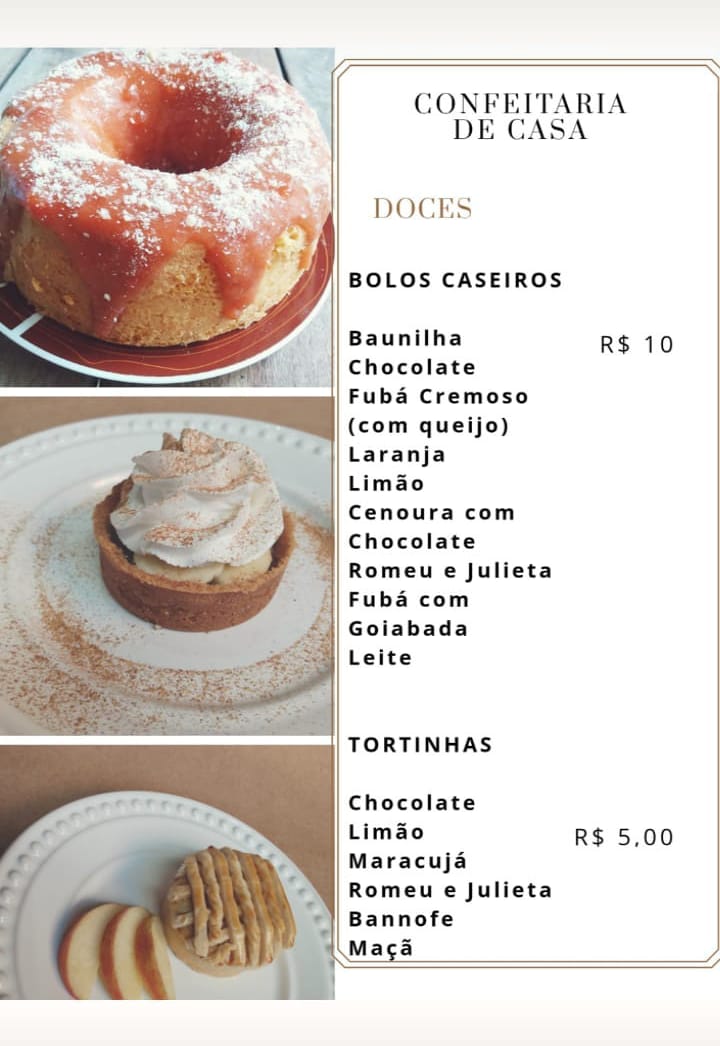 CONFEITARIA
DE CASA
DOCES
BOLOS CASEIROS
Baunilha
R$ 10
Chocolate
Fubá Cremoso
(com queijo)
Laranja
Limão
Cenoura com
Chocolate
Romeu e Julieta
Fubá com
Goiabada
Leite
TORTINHAS
Chocolate
Limão
R$ 5,00
Maracujá
Romeu e Julieta
Bannofe
Maçã